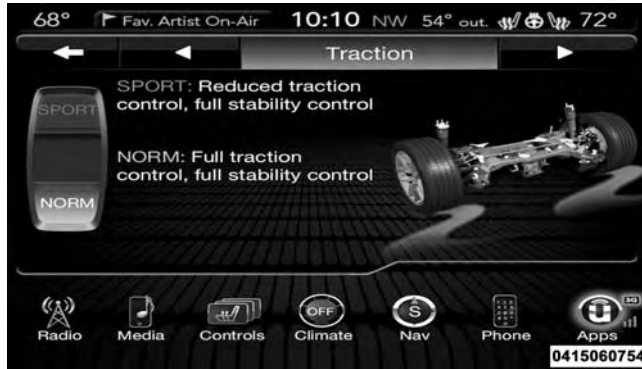 68° Fav. Artist On-Air 10:10 NW 54° out. 72°
Traction
SPORT: Reduced traction
control, full stability control
SPORT
NORM: Full traction
control, full stability control
NORM
OFF
S
3G
Radio Media Controls Climate Nav Phone Apps
0415060754